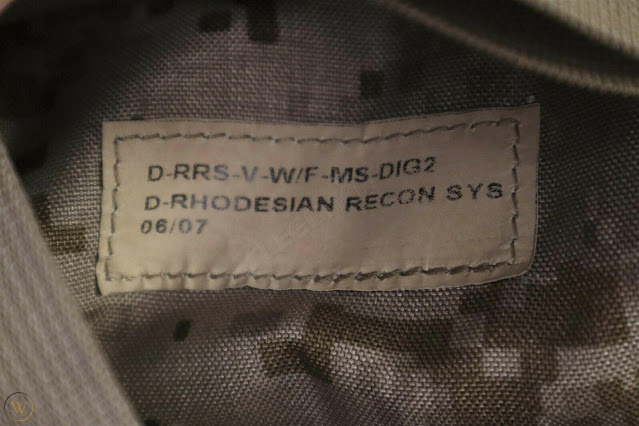 D-RRS-V-W/F-MS-DIG2
D-RHODESIAN RECON SYS
06/07
W